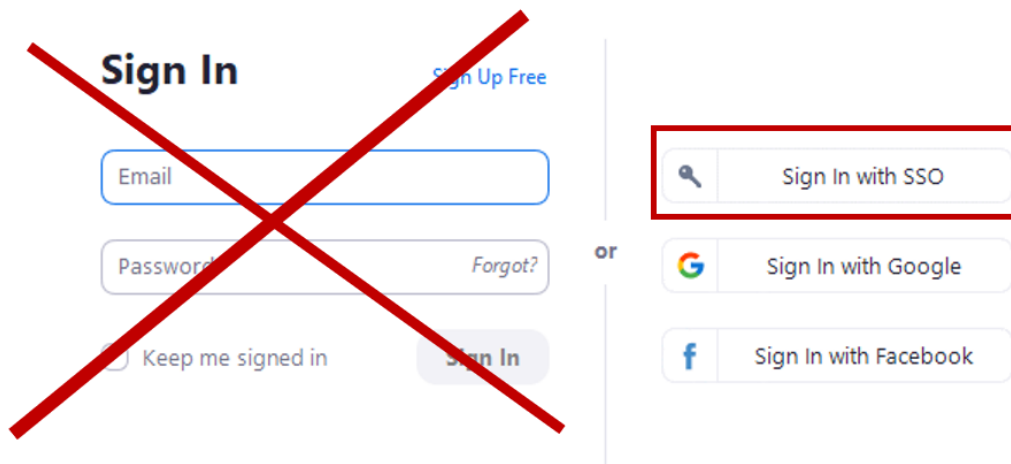 Sign In
Sign Up Free
Email
Password
Forgot?
Keep me signed in
Sign In
or
Sign In with SSO
Sign In with Google
Sign In with Facebook